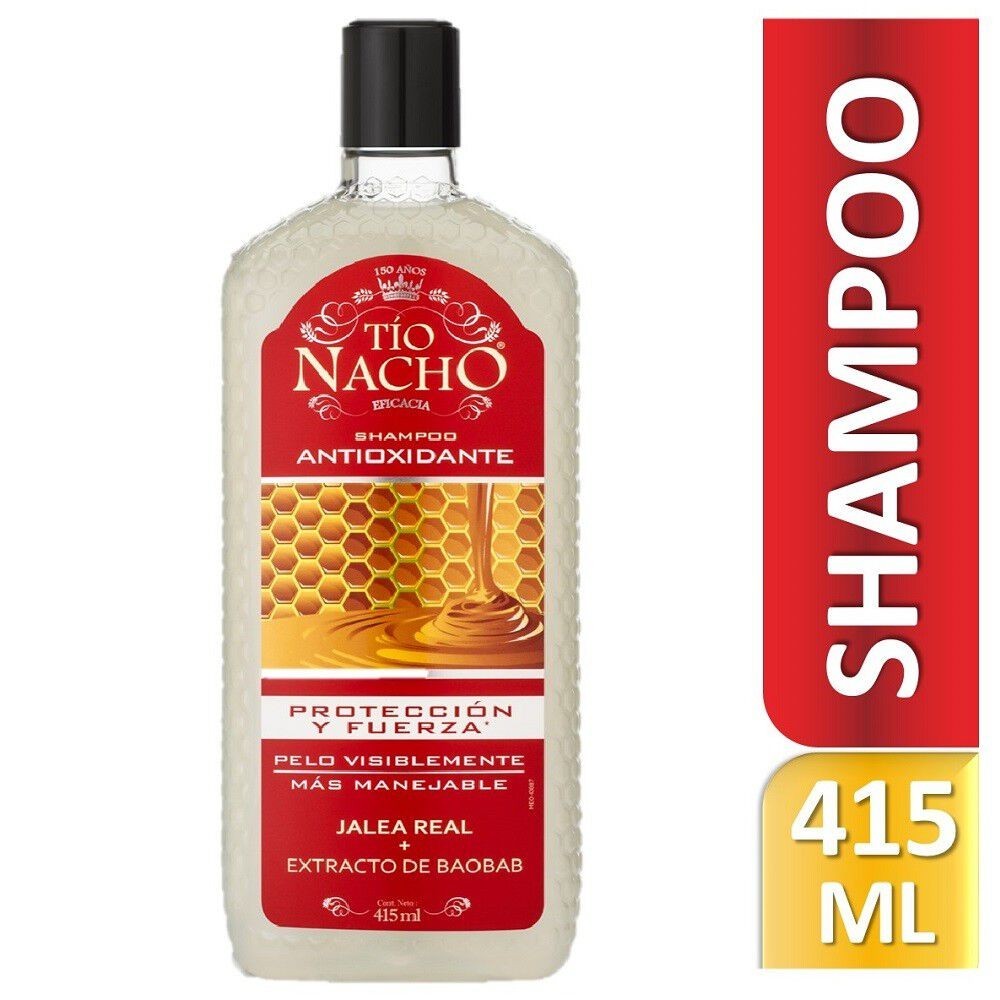 150 AÑOS
TÍO
NACHO®
EFICACIA
SHAMPOO
ANTIOXIDANTE
PROTECCIÓN
Y FUERZA*
PELO VISIBLEMENTE
MÁS MANEJABLE
JALEA REAL
+
EXTRACTO DE BAOBAB
Cont. Neto:
415 ml
SHAMPOO
415
ML